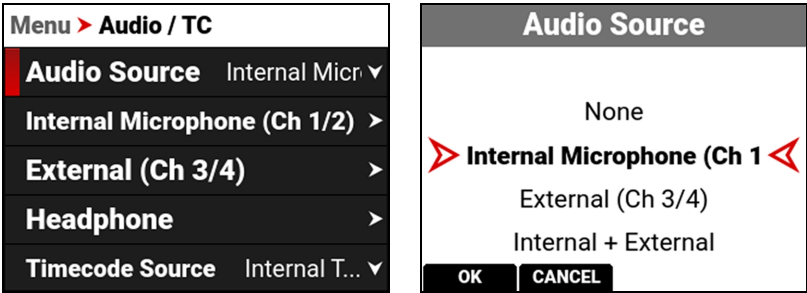 Menu > Audio / TC
Audio Source Internal Micr
Internal Microphone (Ch 1/2)
External (Ch 3/4)
Headphone
Timecode Source Internal T...
Audio Source
None
Internal Microphone (Ch 1
External (Ch 3/4)
Internal + External
OK CANCEL